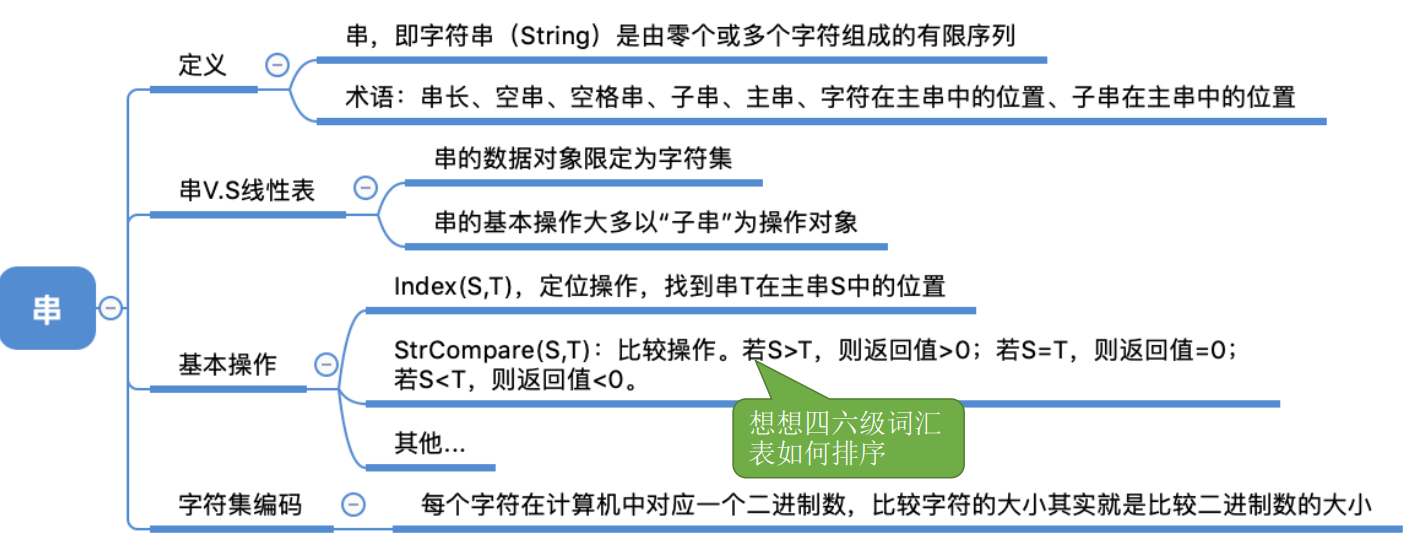 串
定义
串，即字符串（String）是由零个或多个字符组成的有限序列
术语：串长、空串、空格串、子串、主串、字符在主串中的位置、子串在主串中的位置
串V.S线性表
串的数据对象限定为字符集
串的基本操作大多以“子串”为操作对象
基本操作
Index(S,T)，定位操作，找到串T在主串S中的位置
StrCompare(S,T)：比较操作。若S>T，则返回值>0；若S=T，则返回值=0；
若S<T，则返回值<0。
想想四六级词汇
表如何排序
其他...
字符集编码
每个字符在计算机中对应一个二进制数，比较字符的大小其实就是比较二进制数的大小